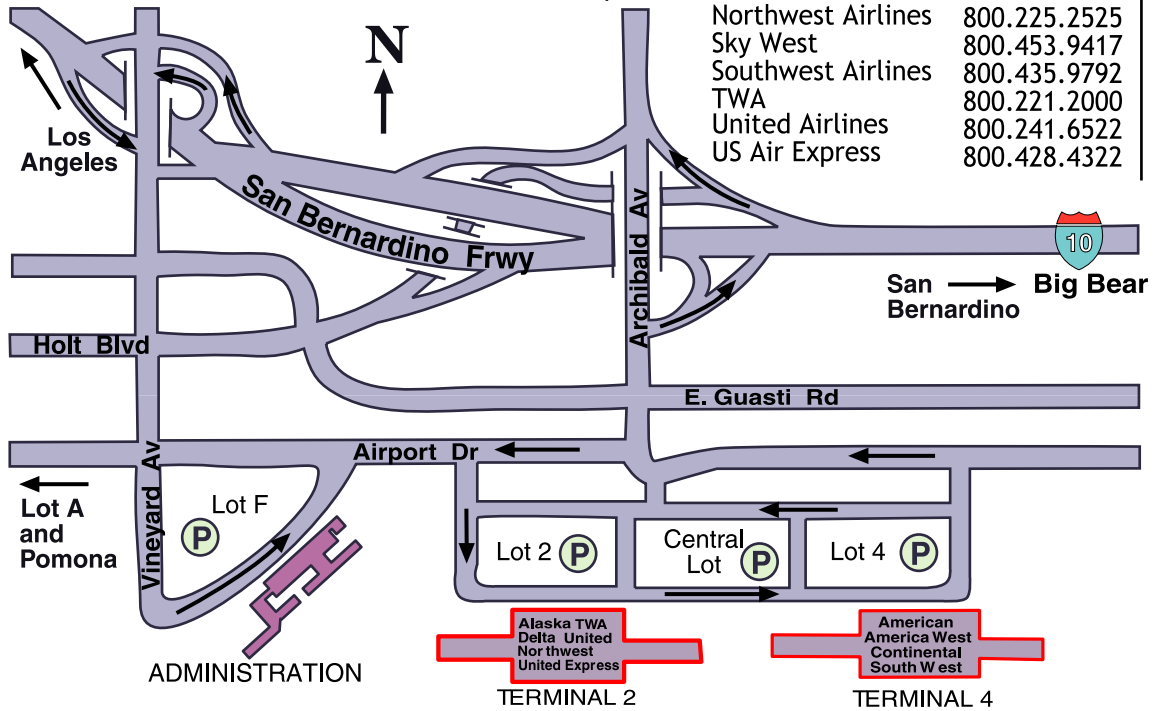 Northwest Airlines 800.225.2525
Sky West 800.453.9417
Southwest Airlines 800.435.9792
TWA 800.221.2000
United Airlines 800.241.6522
US Air Express 800.428.4322
N
Los
Angeles
San Bernardino Frwy
Archibald Av
10
San
Bernardino
Big Bear
Holt Blvd
E. Guasti Rd
Airport Dr
Vineyard Av
Lot A
and
Pomona
Lot F
P
Lot 2
P
Central
Lot
P
Lot 4
P
ADMINISTRATION
Alaska TWA
Delta United
Nor thwest
United Express
TERMINAL 2
American
America West
Continental
South W est
TERMINAL 4